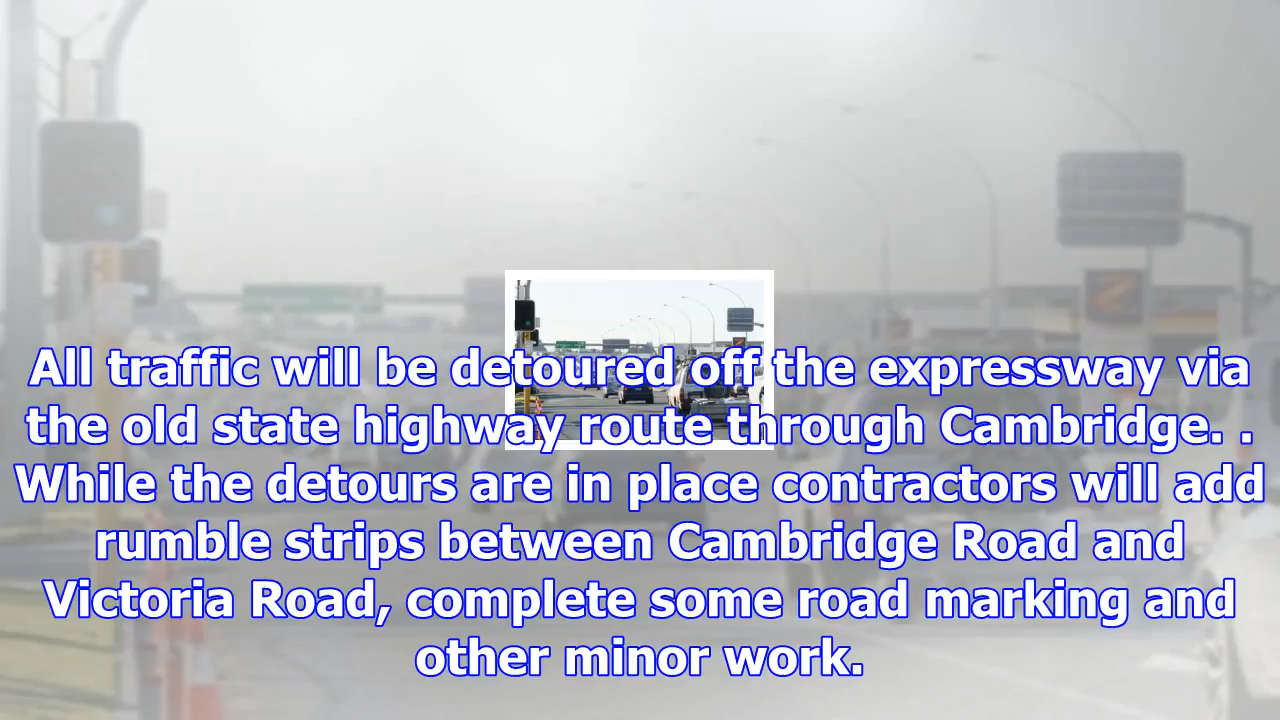 All traffic will be detoured off the expressway via
the old state highway route through Cambridge. .
While the detours are in place contractors will add
rumble strips between Cambridge Road and
Victoria Road, complete some road marking and
other minor work.